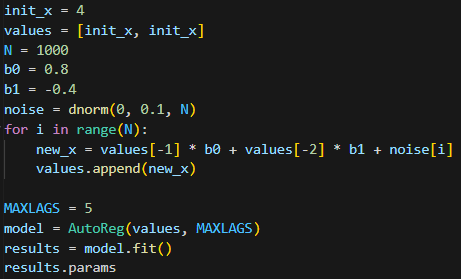 init_x = 4
values = [init_x, init_x]
N = 1000
b0 = 0.8
b1 = -0.4
noise = dnorm(0, 0.1, N)
for i in range(N):
    new_x = values[-1] * b0 + values[-2] * b1 + noise[i]
    values.append(new_x)

MAXLAGS = 5
model = AutoReg(values, MAXLAGS)
results = model.fit()
results.params